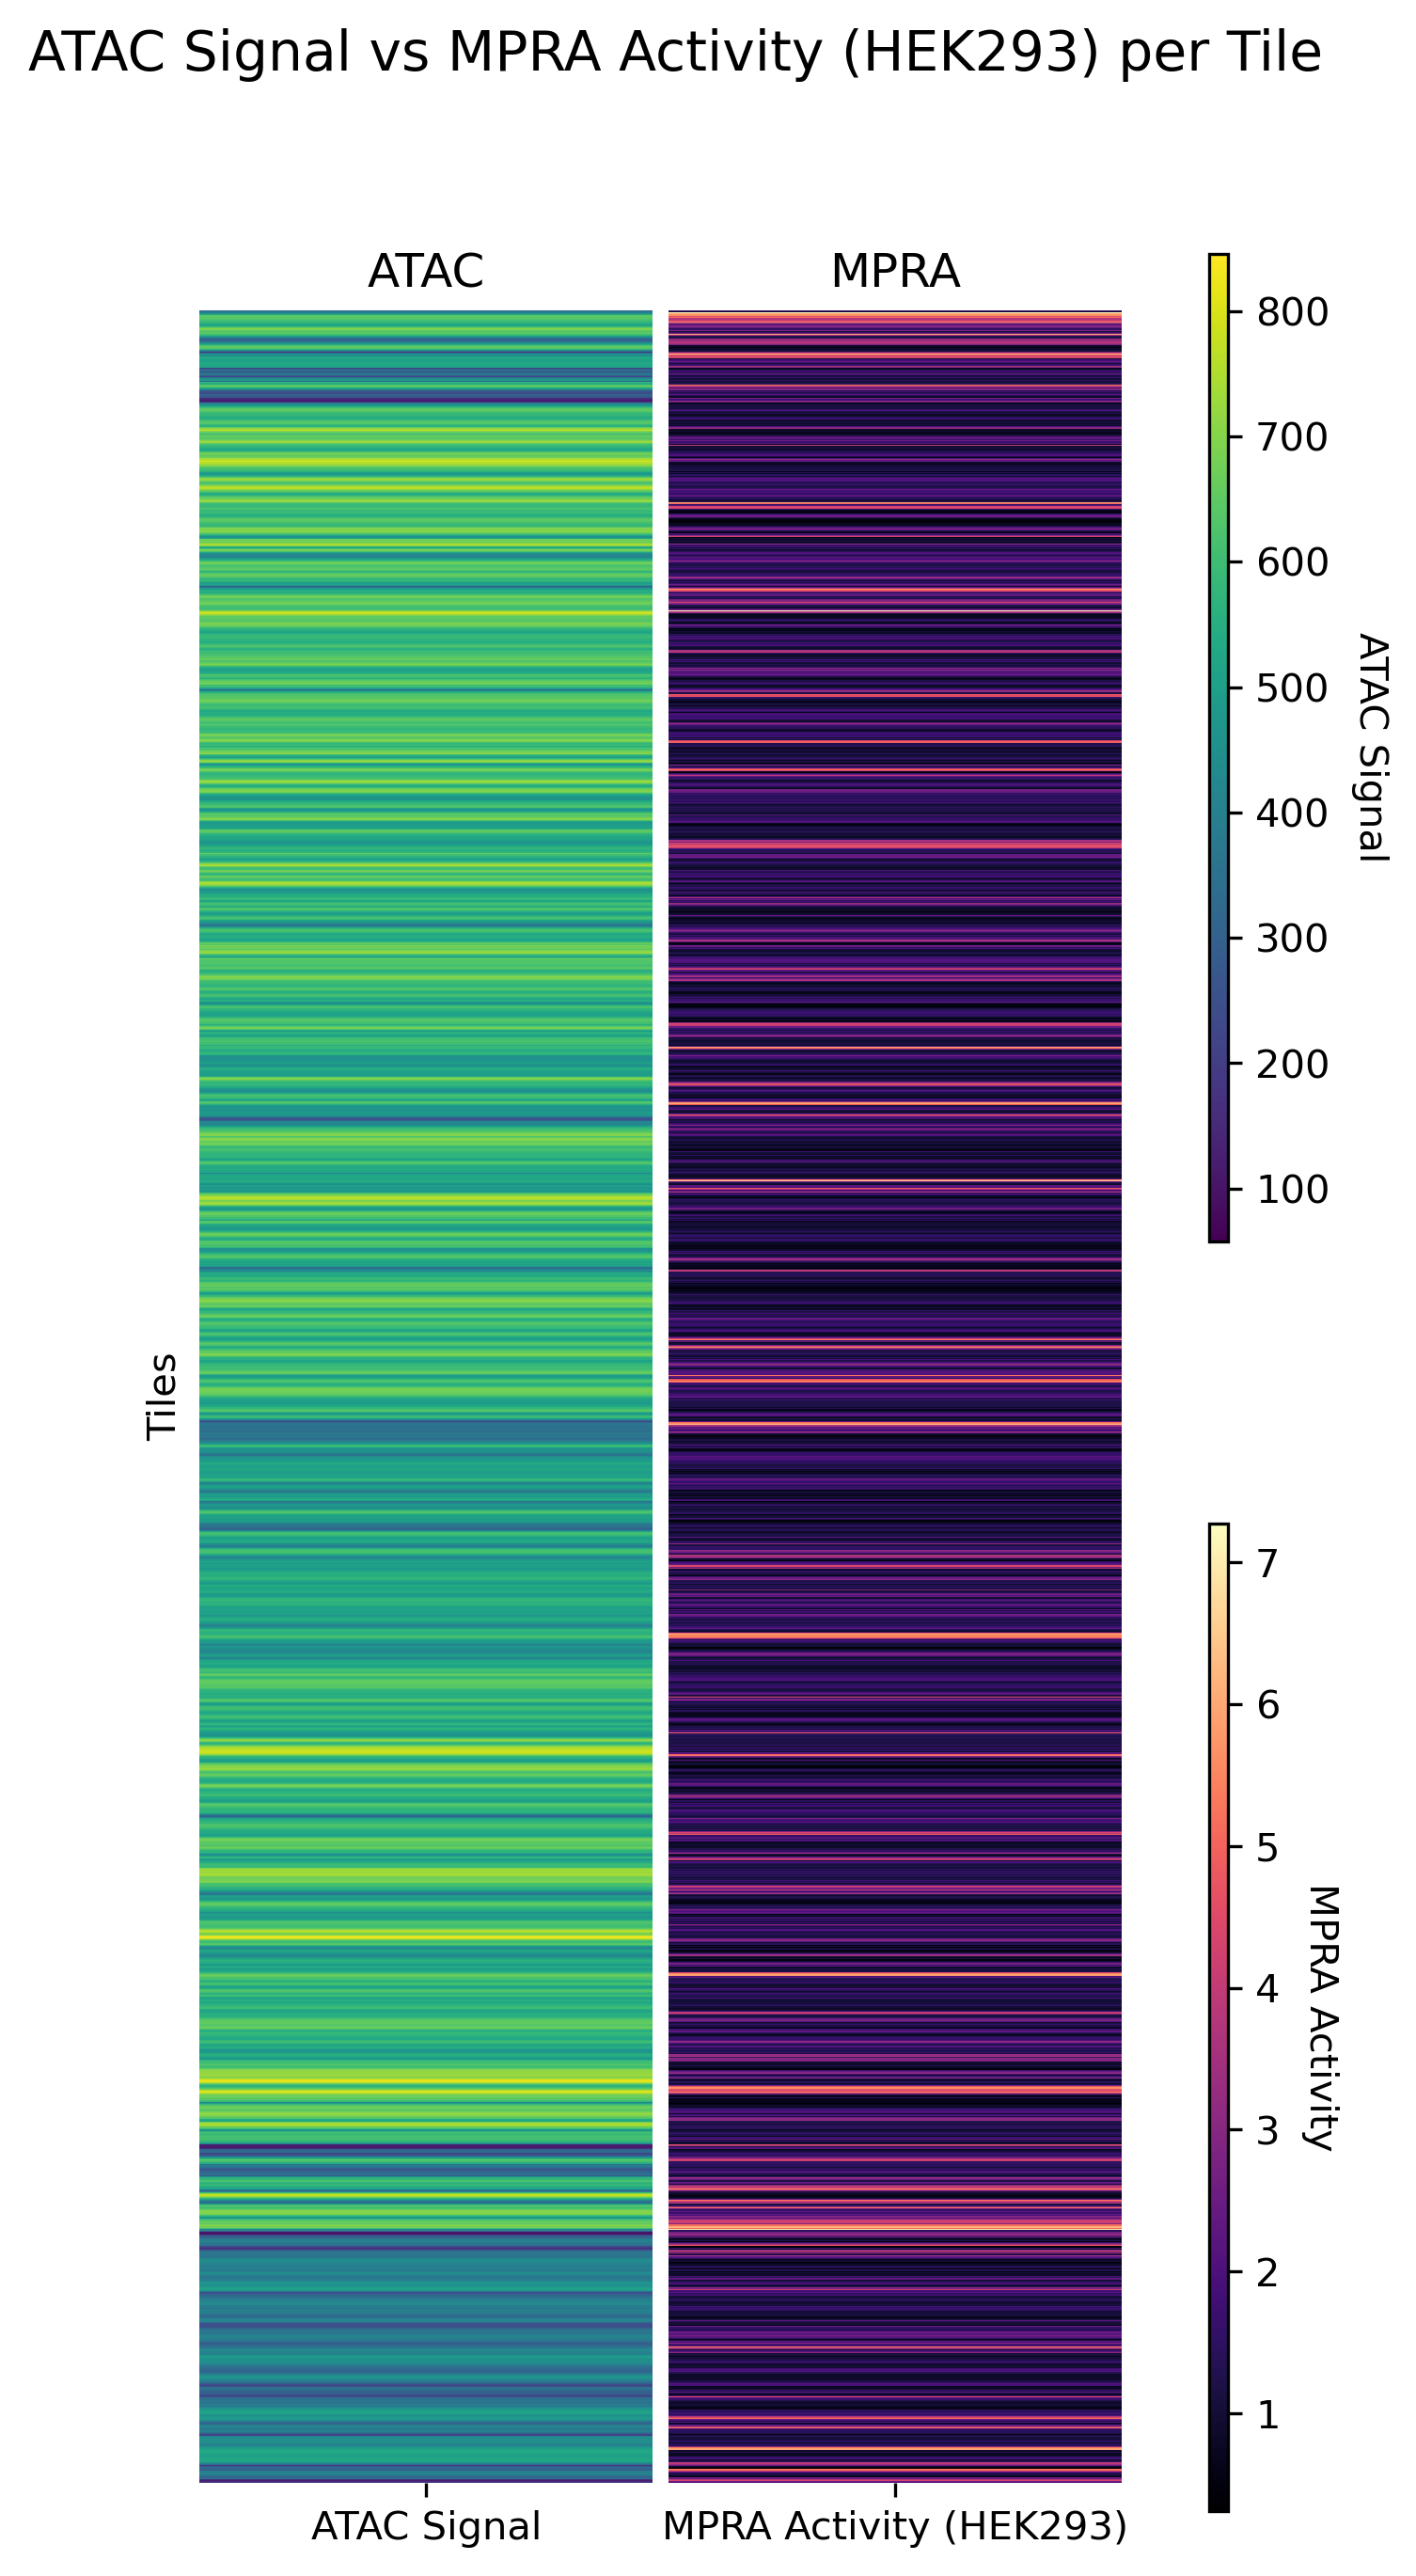 ATAC Signal vs MPRA Activity (HEK293) per Tile
ATAC
MPRA
800
700
600
500
400
300
200
100
ATAC Signal
Tiles
7
6
5
4
3
2
1
MPRA Activity
ATAC Signal
MPRA Activity (HEK293)